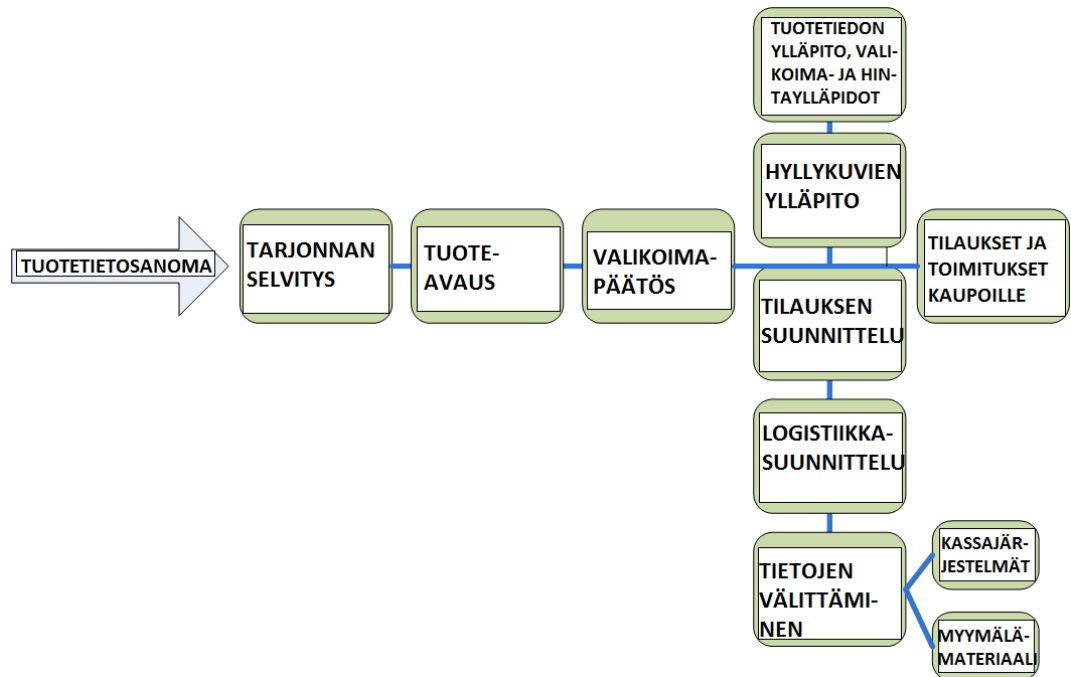 TUOTETIETOSANOMA
TARJONNAN
SELVITYS
TUOTE-
AVAUS
VALIKOIMA-
PÄÄTÖS
TUOTETIEDON
YLLÄPITO, VALI-
KOIMA- JA HIN-
TAYLLÄPIDOT
HYLLYKUVIEN
YLLÄPITO
TILAUKSEN
SUUNNITTELU
LOGISTIIKKA-
SUUNNITTELU
TIETOJEN
VÄLITTÄMI-
NEN
TILAUKSET JA
TOIMITUKSET
KAUPOILLE
KASSAJÄR-
JESTELMÄT
MYYMÄLÄ-
MATERIAALI